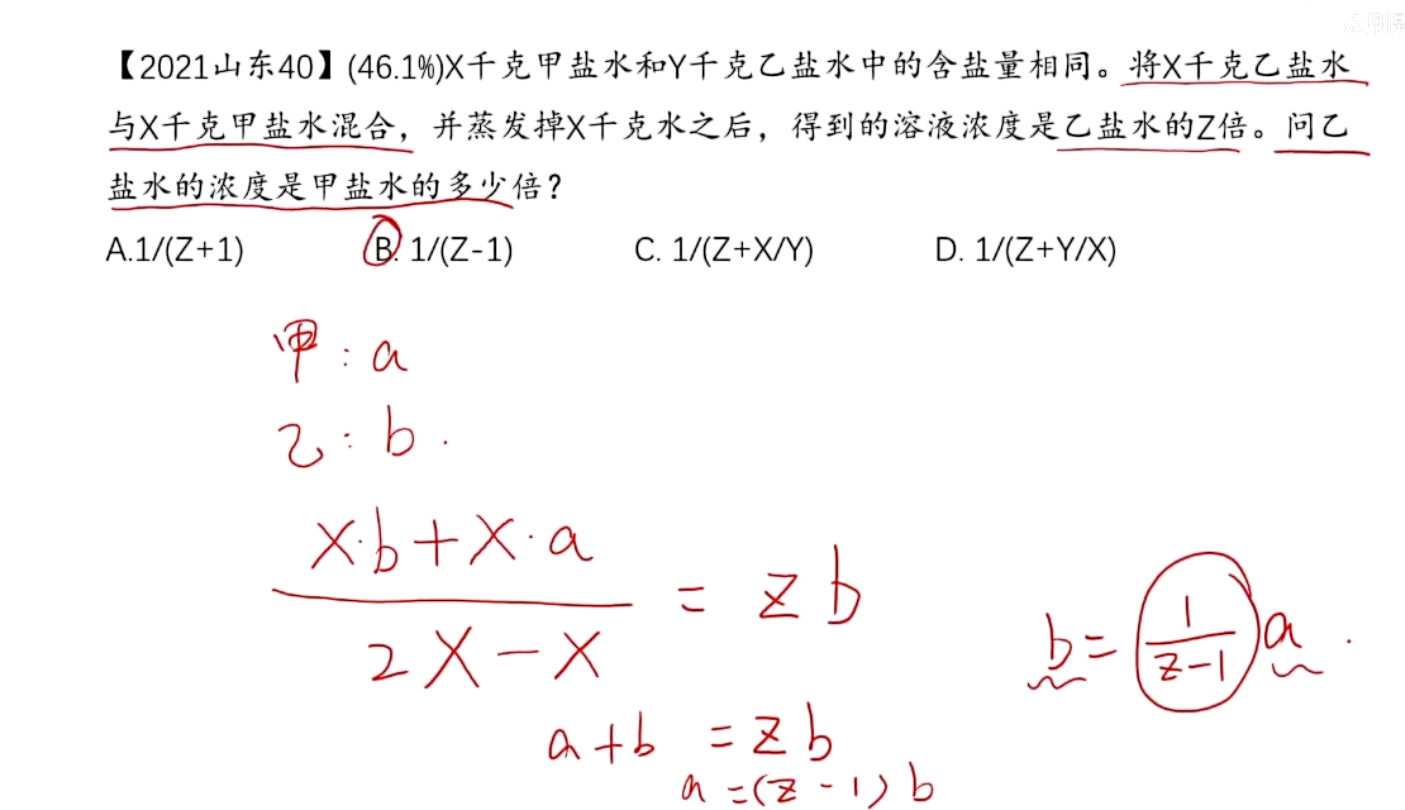 【2021山东40】(46.1%)X千克甲盐水和Y千克乙盐水中的含盐量相同。将X千克乙盐水
与X千克甲盐水混合，并蒸发掉X千克水之后，得到的溶液浓度是乙盐水的Z倍。问乙
盐水的浓度是甲盐水的多少倍？
A.1/(Z+1) B. 1/(Z-1) C. 1/(Z+X/Y) D. 1/(Z+Y/X)
甲：a
乙：b.
X·b+X·a
= zb
2X-X
b= 1/(z-1) a.
a+b = zb
a=(z-1)b